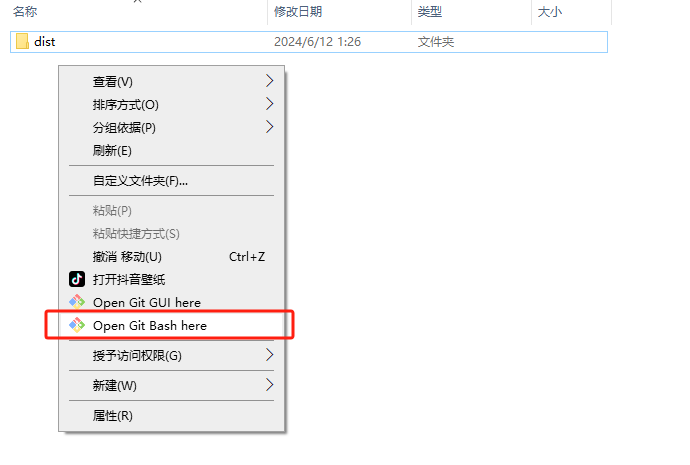 名称 修改日期 类型 大小
dist 2024/6/12 1:26 文件夹
查看(V)
排序方式(O)
分组依据(P)
刷新(E)
自定义文件夹(F)...
粘贴(P)
粘贴快捷方式(S)
撤消 移动(U) Ctrl+Z
打开抖音壁纸
Open Git GUI here
Open Git Bash here
授予访问权限(G)
新建(W)
属性(R)